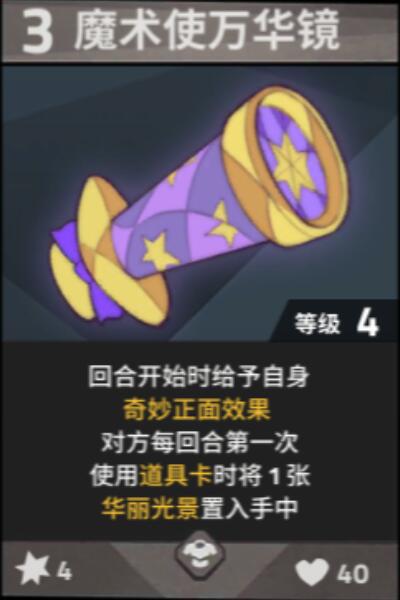 3 魔术使万华镜
等级 4
回合开始时给予自身
奇妙正面效果
对方每回合第一次
使用道具卡时将 1 张
华丽光景置入手中
4
40